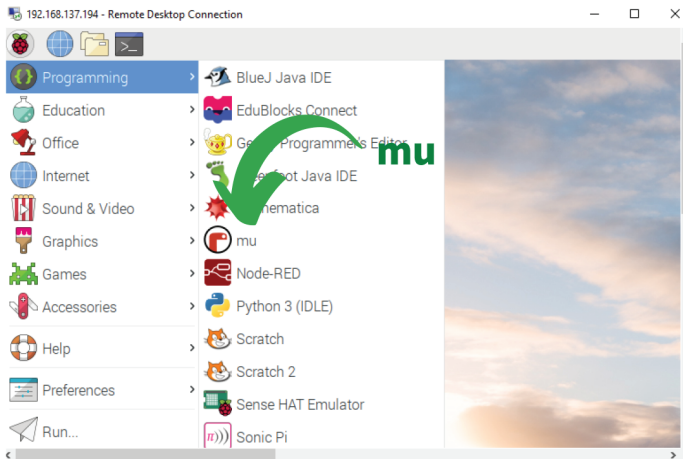 192.168.137.194 - Remote Desktop Connection
Programming
Education
Office
Internet
Sound & Video
Graphics
Games
Accessories
Help
Preferences
Run...
BlueJ Java IDE
EduBlocks Connect
Programmer's Editor
mu
Java IDE
mu
Node-RED
Python 3 (IDLE)
Scratch
Scratch 2
Sense HAT Emulator
Sonic Pi